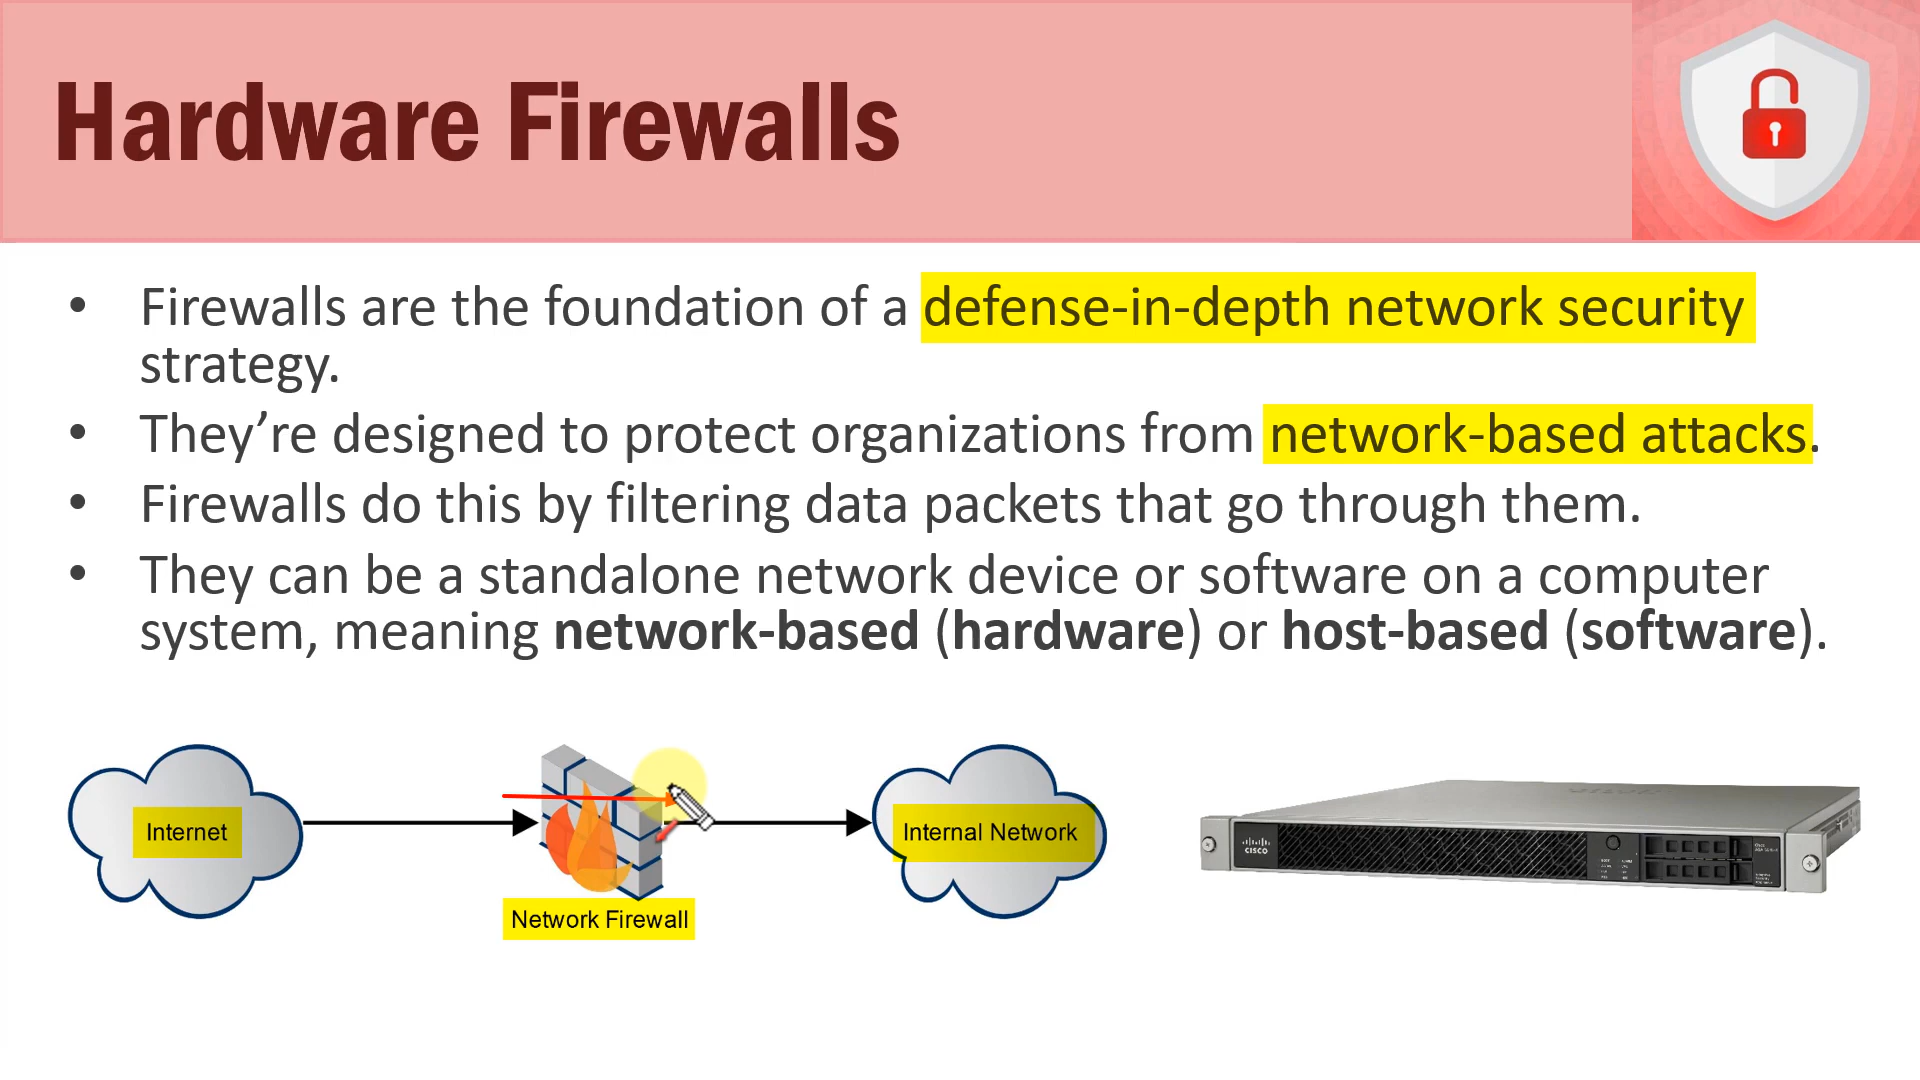 Hardware Firewalls
• Firewalls are the foundation of a defense-in-depth network security
strategy.
• They’re designed to protect organizations from network-based attacks.
• Firewalls do this by filtering data packets that go through them.
• They can be a standalone network device or software on a computer
system, meaning network-based (hardware) or host-based (software).
Internet
Network Firewall
Internal Network
CISCO